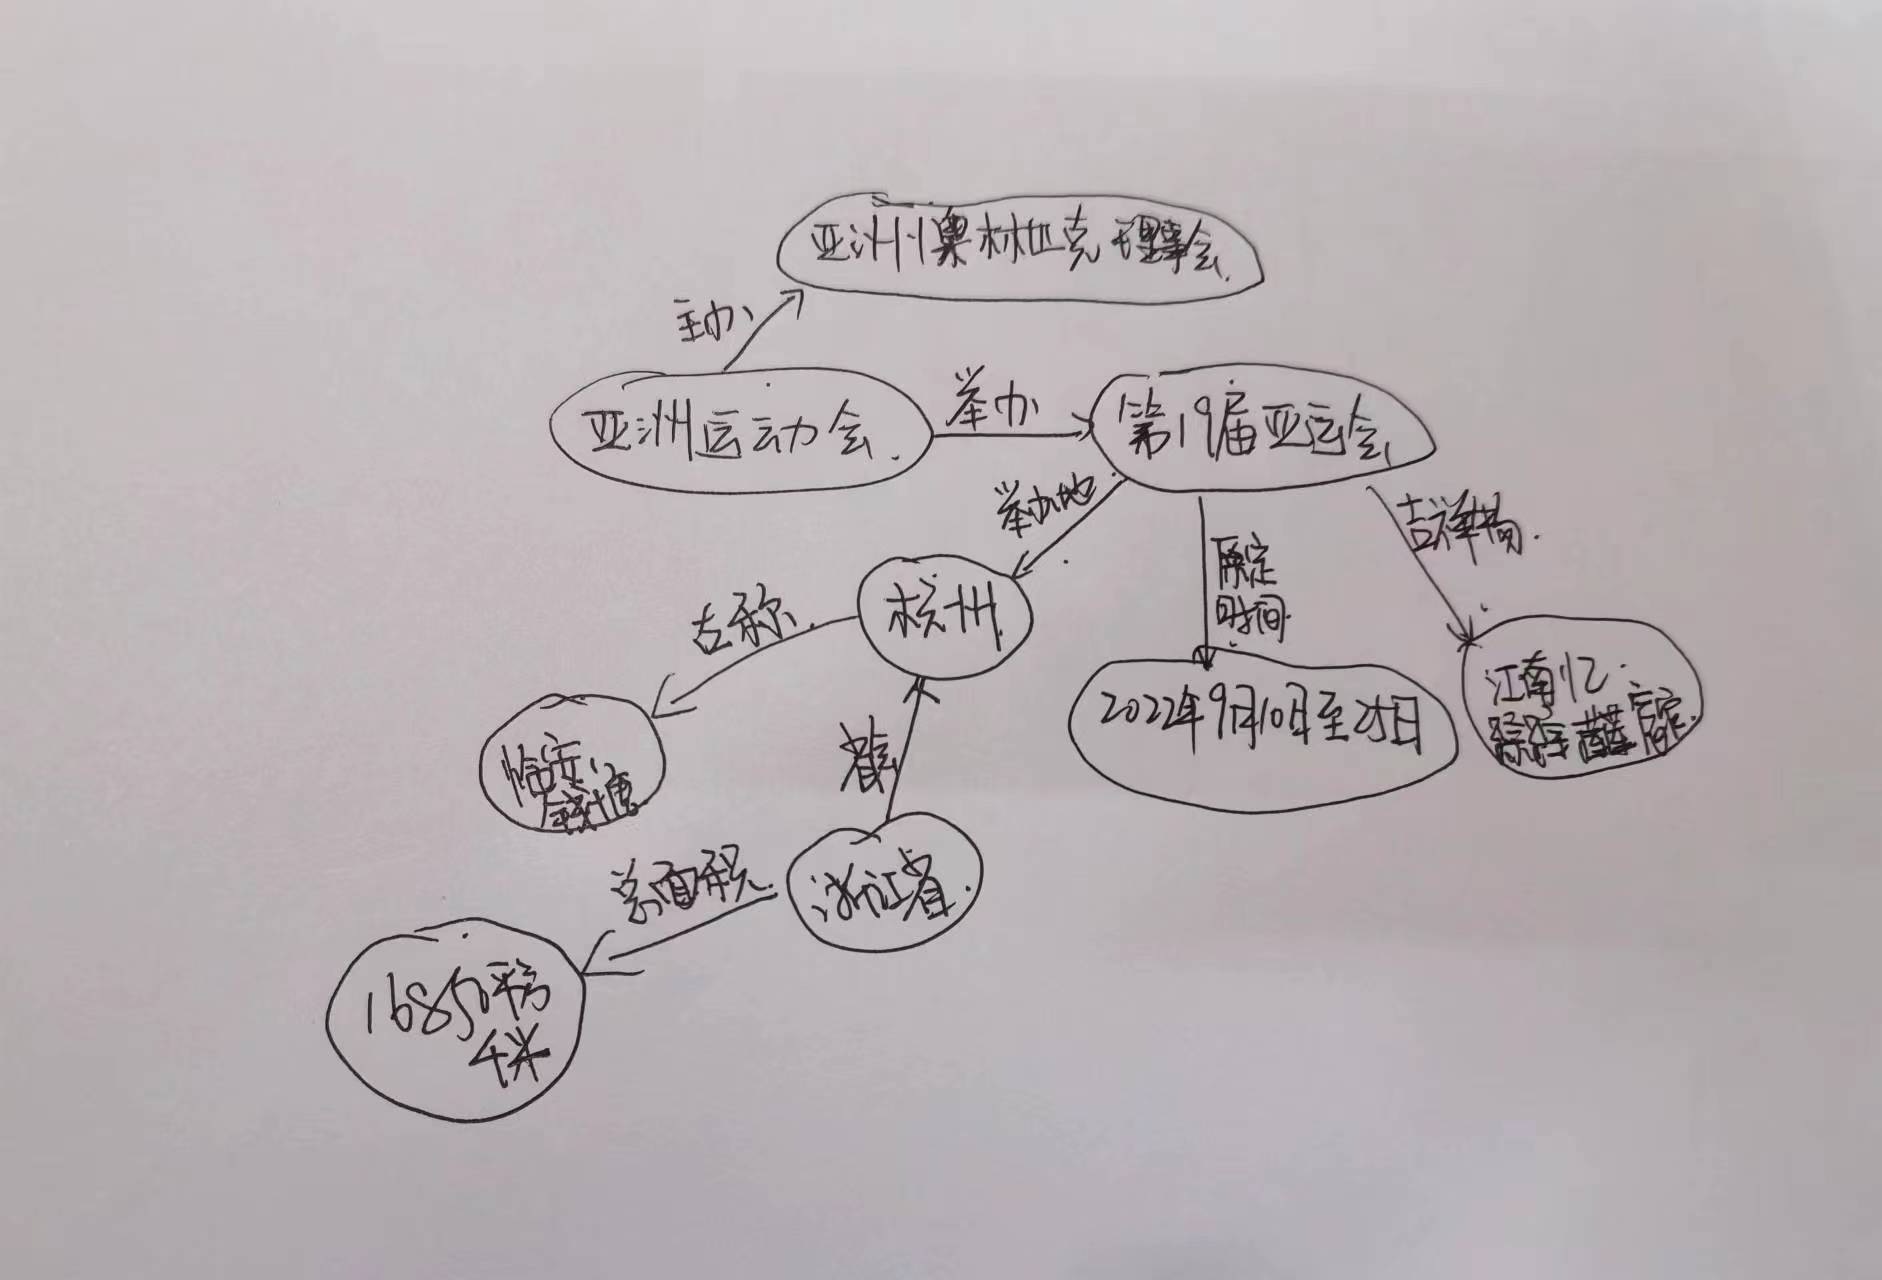 亚洲奥林匹克理事会
主办
亚洲运动会
举办
第19届亚运会
举办地
原定
时间
吉祥物
杭州
古称
临安、
钱塘
2022年9月10日至25日
江南忆
琮琮 莲莲 宸宸
省会
浙江省
总面积
16850平方
千米